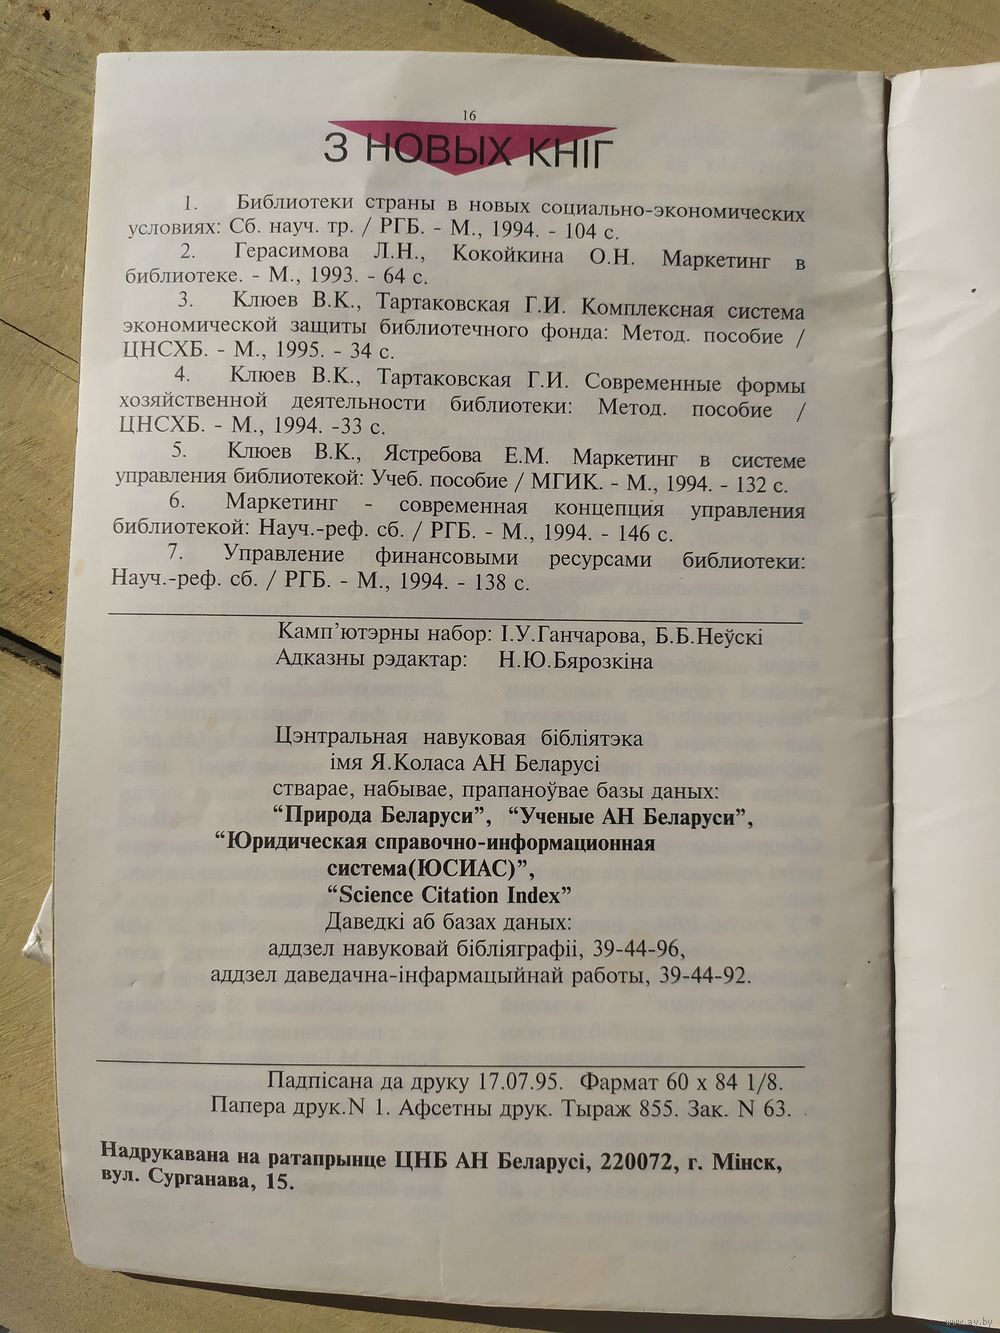 16
З НОВЫХ КНІГ
1. Библиотеки страны в новых социально-экономических
условиях: Сб. науч. тр. / РГБ. - М., 1994. - 104 с.
2. Герасимова Л.Н., Кокойкина О.Н. Маркетинг в
библиотеке. - М., 1993. - 64 с.
3. Клюев В.К., Тартаковская Г.И. Комплексная система
экономической защиты библиотечного фонда: Метод. пособие /
ЦНСХБ. - М., 1995. - 34 с.
4. Клюев В.К., Тартаковская Г.И. Современные формы
хозяйственной деятельности библиотеки: Метод. пособие /
ЦНСХБ. - М., 1994. -33 с.
5. Клюев В.К., Ястребова Е.М. Маркетинг в системе
управления библиотекой: Учеб. пособие / МГИК. - М., 1994. - 132 с.
6. Маркетинг - современная концепция управления
библиотекой: Науч.-реф. сб. / РГБ. - М., 1994. - 146 с.
7. Управление финансовыми ресурсами библиотеки:
Науч.-реф. сб. / РГБ. - М., 1994. - 138 с.
Камп'ютэрны набор: І.У.Ганчарова, Б.Б.Неўскі
Адказны рэдактар: Н.Ю.Бярозкіна
Цэнтральная навуковая бібліятэка
імя Я.Коласа АН Беларусі
стварае, набывае, прапаноўвае базы даных:
“Природа Беларуси”, “Ученые АН Беларуси”,
“Юридическая справочно-информационная
система(ЮСИАС)”,
“Science Citation Index”
Даведкі аб базах даных:
аддзел навуковай бібліяграфіі, 39-44-96,
аддзел даведачна-інфармацыйнай работы, 39-44-92.
Падпісана да друку 17.07.95. Фармат 60 х 84 1/8.
Папера друк.N 1. Афсетны друк. Тыраж 855. Зак. N 63.
Надрукавана на ратапрынце ЦНБ АН Беларусі, 220072, г. Мінск,
вул. Сурганава, 15.
www.av.by